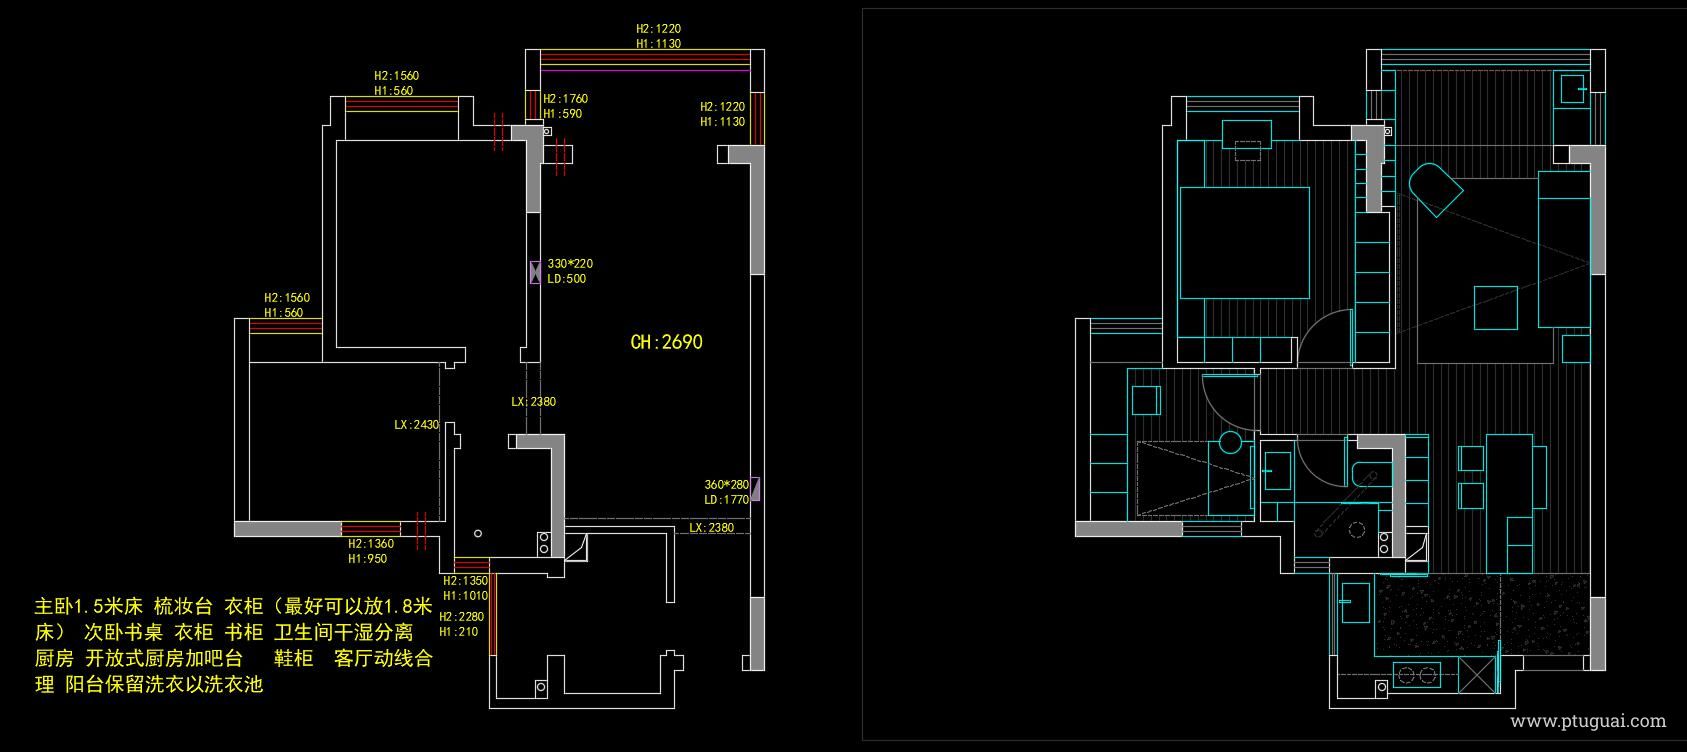 H2:1220
H1:1130
H2:1560
H1:560
H2:1760
H1:590
H2:1220
H1:1130
330*220
LD:500
H2:1560
H1:560
CH:2690
LX:2380
LX:2430
360*280
LD:1770
LX:2380
H2:1360
H1:950
H2:1350
H1:1010
H2:2280
H1:210
主卧1.5米床 梳妆台 衣柜（最好可以放1.8米
床） 次卧书桌 衣柜 书柜 卫生间干湿分离
厨房 开放式厨房加吧台 鞋柜 客厅动线合
理 阳台保留洗衣以洗衣池
www.ptuguai.com